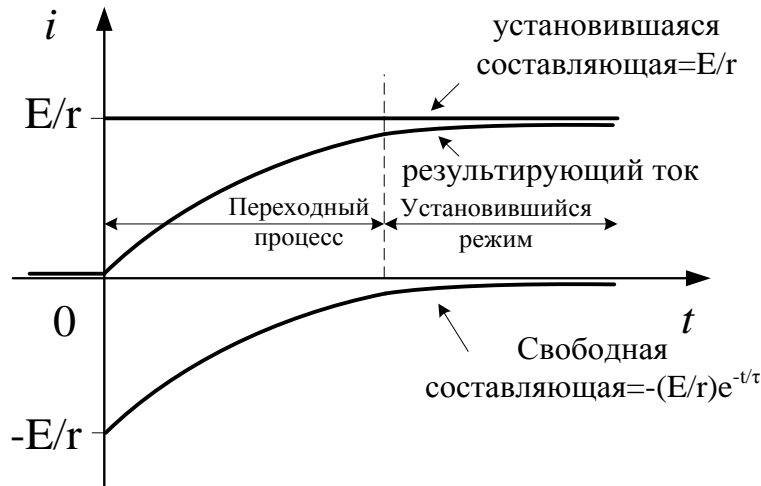 i
установившаяся
составляющая=E/r
E/r
результирующий ток
Переходный
процесс
Установившийся
режим
0
t
Свободная
составляющая=-(E/r)e^-t/τ
-E/r